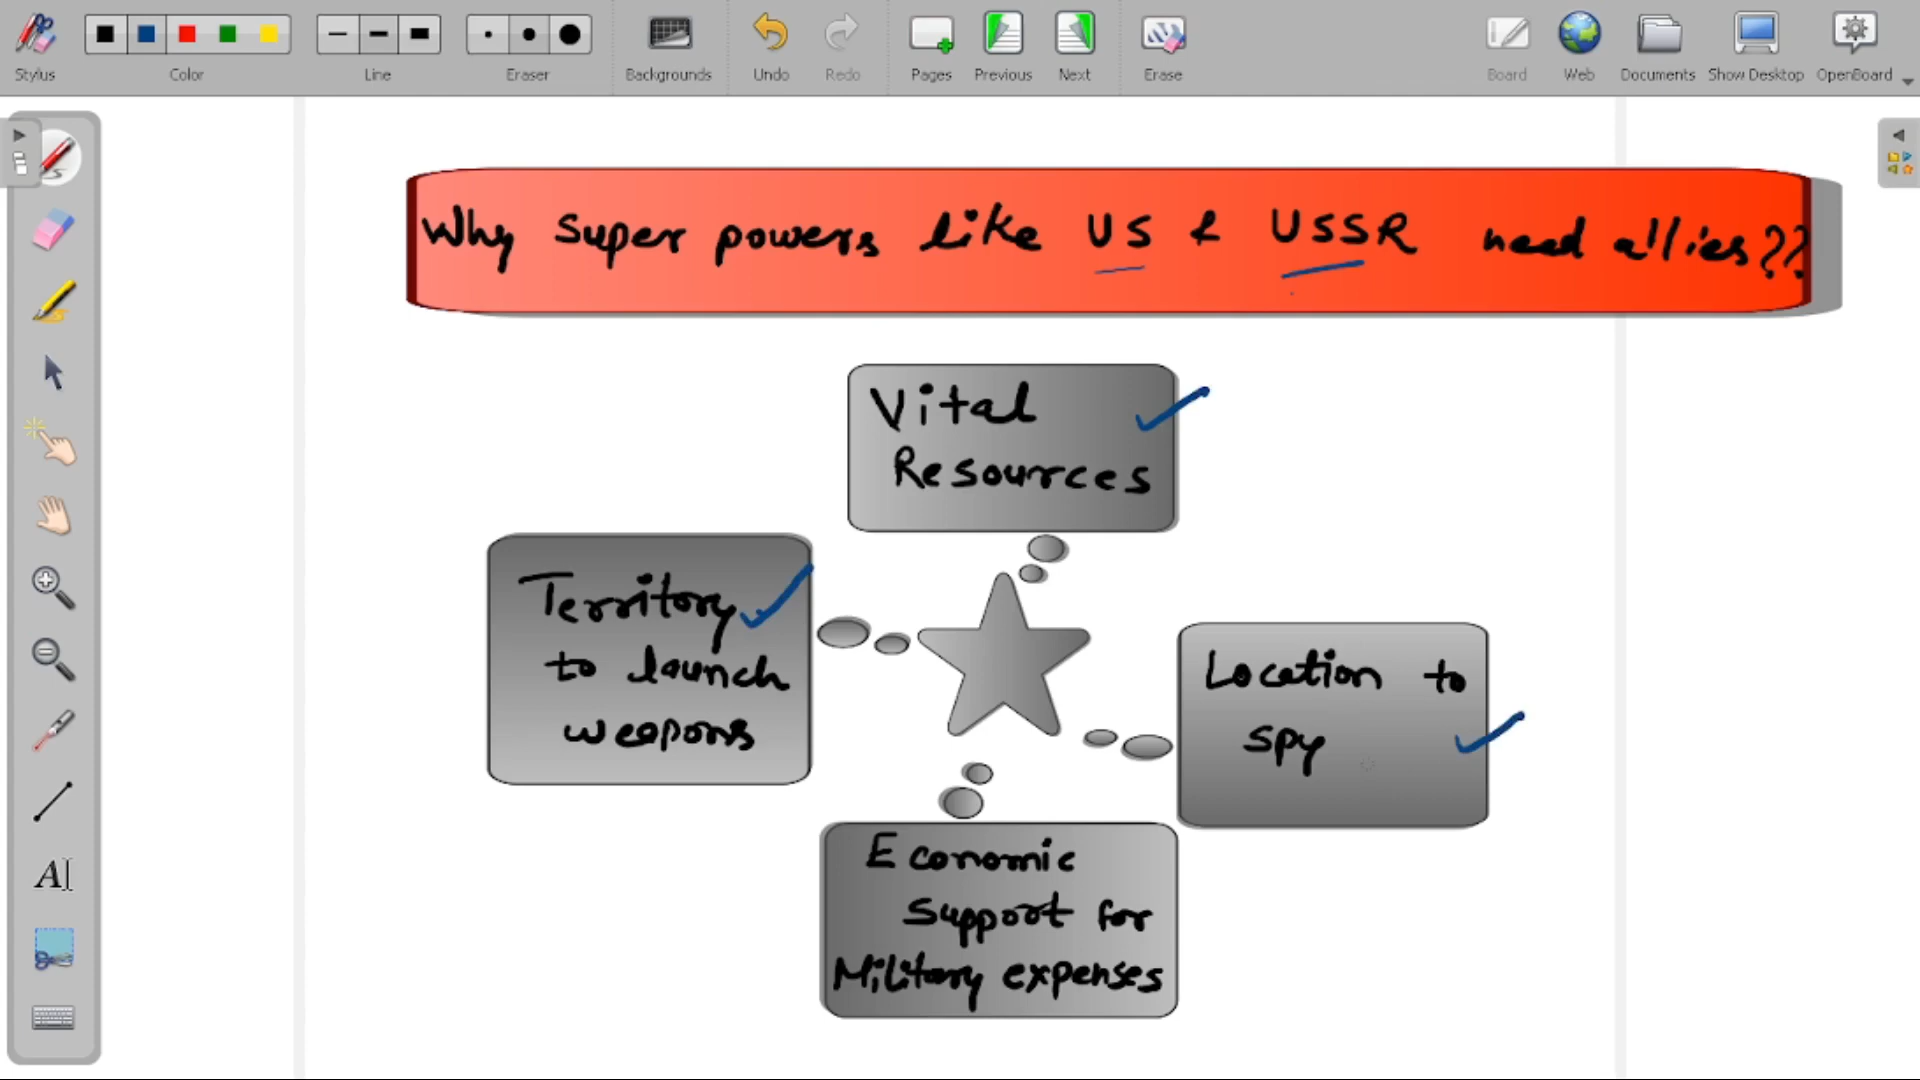 Stylus
Color
Line
Eraser
Backgrounds
Undo
Redo
Pages
Previous
Next
Erase
Board
Web
Documents
Show Desktop
OpenBoard
Why Super powers like US & USSR need allies??
Vital
Resources
Territory
to launch
weapons
Location to
spy
Economic
Support for
Military expenses
A